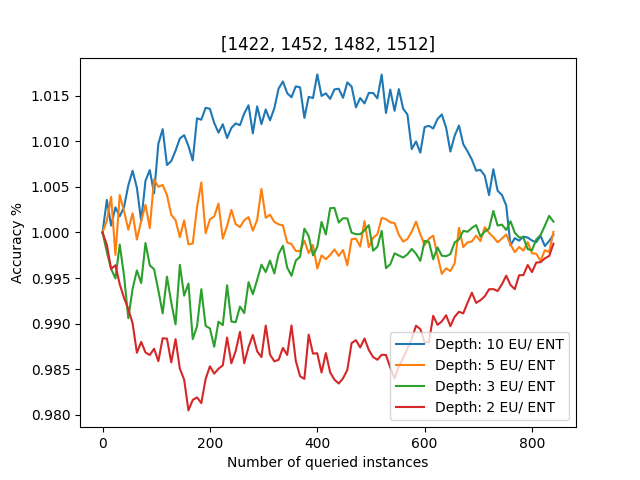 [1422, 1452, 1482, 1512]
Accuracy %
1.015
1.010
1.005
1.000
0.995
0.990
0.985
0.980
Depth: 10 EU/ ENT
Depth: 5 EU/ ENT
Depth: 3 EU/ ENT
Depth: 2 EU/ ENT
0 200 400 600 800
Number of queried instances